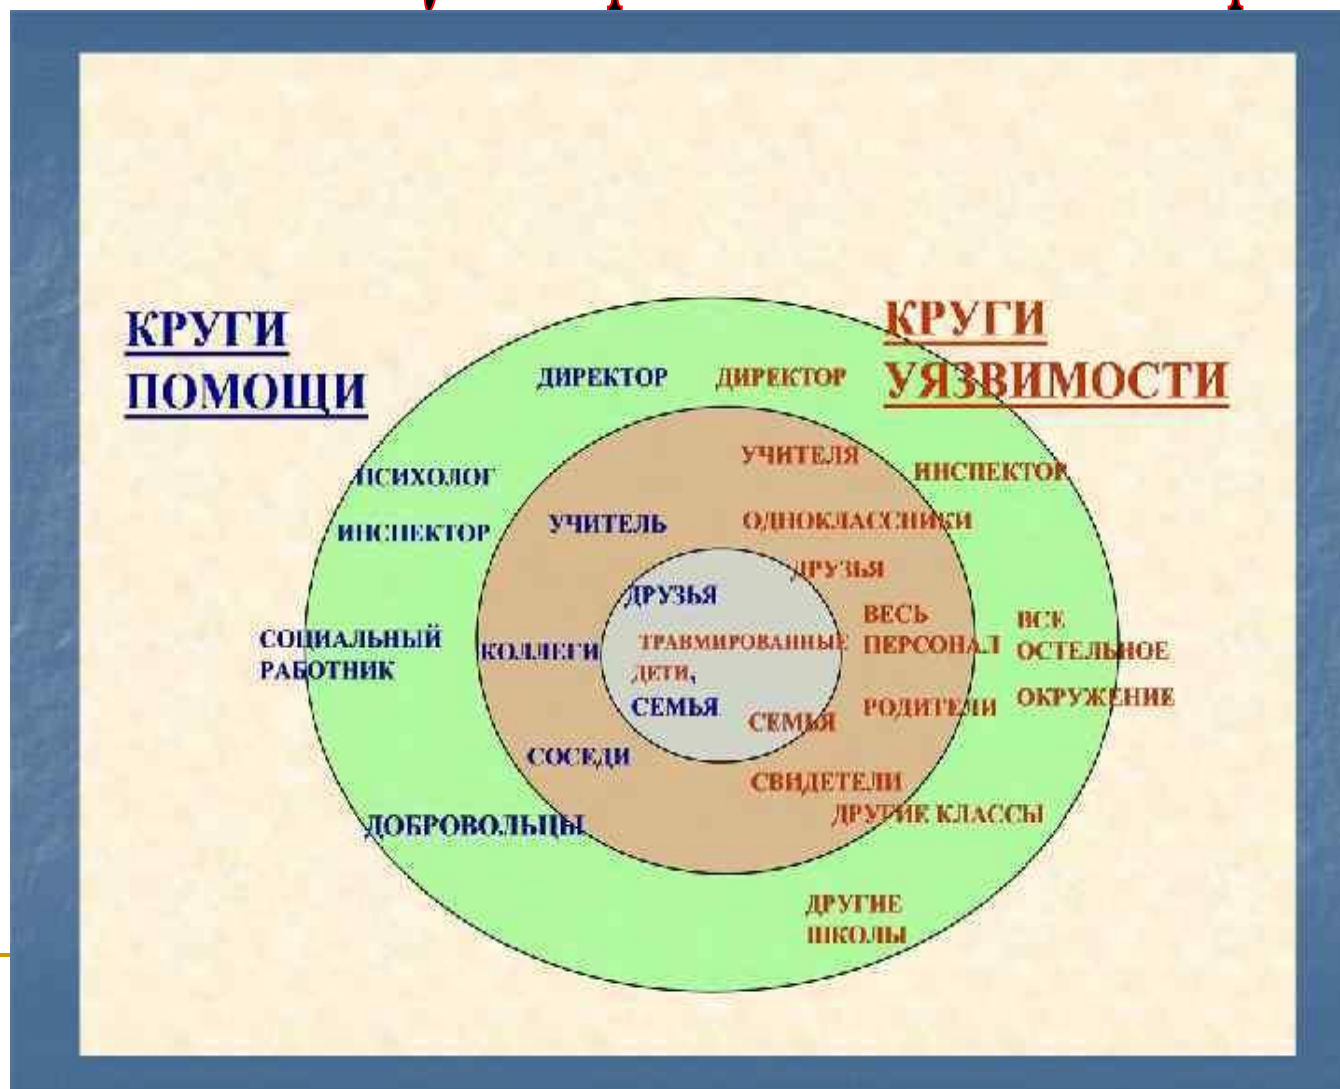 КРУГИ
ПОМОЩИ
КРУГИ
УЯЗВИМОСТИ
ДИРЕКТОР
ДИРЕКТОР
УЧИТЕЛЯ
ПСИХОЛОГ
ИНСПЕКТОР
ИНСПЕКТОР
УЧИТЕЛЬ
ОДНОКЛАССНИКИ
ДРУЗЬЯ
ДРУЗЬЯ
СОЦИАЛЬНЫЙ
РАБОТНИК
КОЛЛЕГИ
ТРАВМИРОВАННЫЕ
ДЕТИ,
СЕМЬЯ
СЕМЬЯ
ВЕСЬ
ПЕРСОНАЛ
РОДИТЕЛИ
ВСЕ
ОСТЕЛЬНОЕ
ОКРУЖЕНИЕ
СОСЕДИ
СВИДЕТЕЛИ
ДРУГИЕ КЛАССЫ
ДОБРОВОЛЬЦЫ
ДРУГИЕ
ШКОЛЫ